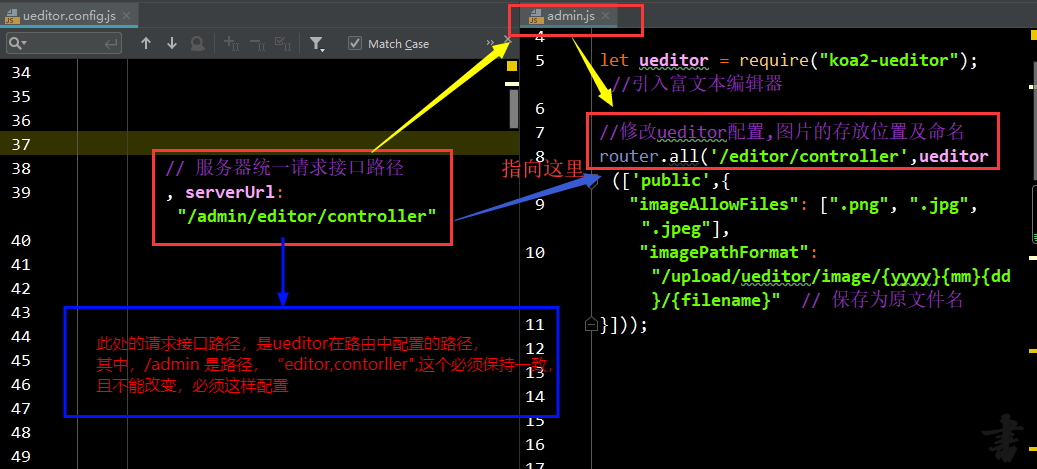 ueditor.config.js
admin.js
Match Case
34
35
36
37
38
39
40
41
42
43
44
45
46
47
48
49
// 服务器统一请求接口路径
, serverUrl:
"/admin/editor/controller"
此处的请求接口路径，是ueditor在路由中配置的路径，
其中，/admin 是路径，“editor,contorller",这个必须保持一致，
且不能改变，必须这样配置
指向这里
4
5
let ueditor = require("koa2-ueditor");
//引入富文本编辑器
6
7
//修改ueditor配置,图片的存放位置及命名
8
router.all('/editor/controller',ueditor
(['public',{
9
"imageAllowFiles": [".png", ".jpg",
".jpeg"],
10
"imagePathFormat":
"/upload/ueditor/image/{yyyy}{mm}{dd
}/{filename}" // 保存为原文件名
11
}]));
12
13
14
15
16
17
書